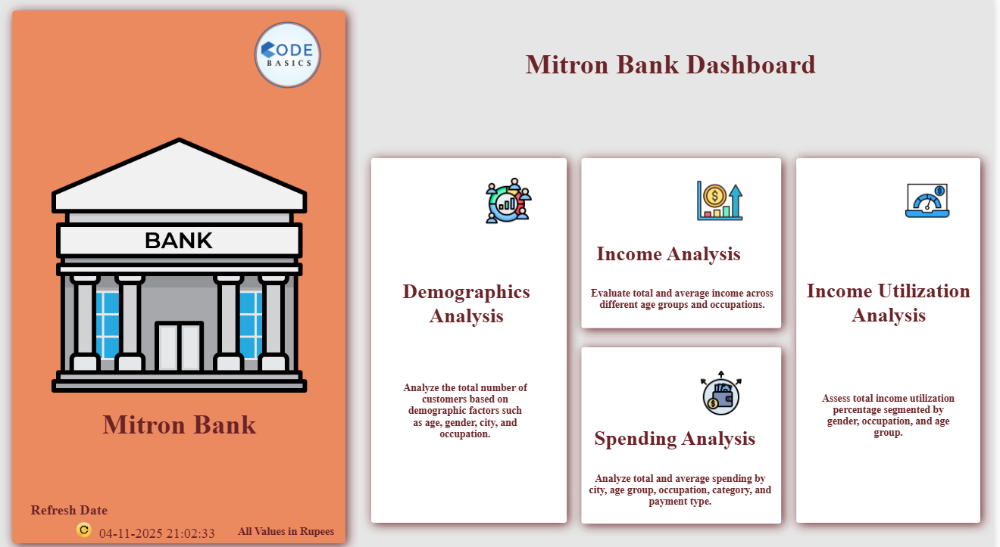 CODE
BASICS
BANK
Mitron Bank
Refresh Date
04-11-2025 21:02:33
All Values in Rupees
Mitron Bank Dashboard
Demographics
Analysis
Analyze the total number of
customers based on
demographic factors such
as age, gender, city, and
occupation.
Income Analysis
Evaluate total and average income across
different age groups and occupations.
Spending Analysis
Analyze total and average spending by
city, age group, occupation, category, and
payment type.
Income Utilization
Analysis
Assess total income utilization
percentage segmented by
gender, occupation, and age
group.